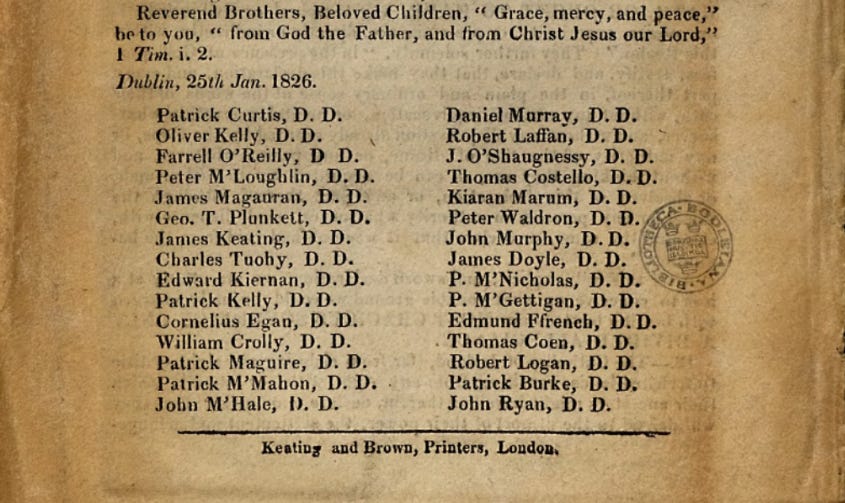 Reverend Brothers, Beloved Children, “ Grace, mercy, and peace,”
be to you, “ from God the Father, and from Christ Jesus our Lord,”
1 Tim. i. 2.
Dublin, 25th Jan. 1826.
Patrick Curtis, D. D.
Oliver Kelly, D. D.
Farrell O'Reilly, D D.
Peter M'Loughlin, D. D.
James Magauran, D. D.
Geo. T. Plunkett, D. D.
James Keating, D. D.
Charles Tuohy, D. D.
Edward Kiernan, D. D.
Patrick Kelly, D. D.
Cornelius Egan, D. D.
William Crolly, D. D.
Patrick Maguire, D. D.
Patrick M'Mahon, D. D.
John M'Hale, D. D.
Daniel Murray, D. D.
Robert Laffan, D. D.
J. O'Shaugnessy, D. D.
Thomas Costello, D. D.
Kiaran Marum, D. D.
Peter Waldron, D. D.
John Murphy, D. D.
James Doyle, D. D.
P. M'Nicholas, D. D.
P. M'Gettigan, D. D.
Edmund Ffrench, D. D.
Thomas Coen, D. D.
Robert Logan, D. D.
Patrick Burke, D. D.
John Ryan, D. D.
BIBLIOTHECA BODLEIANA
Keating and Brown, Printers, London.